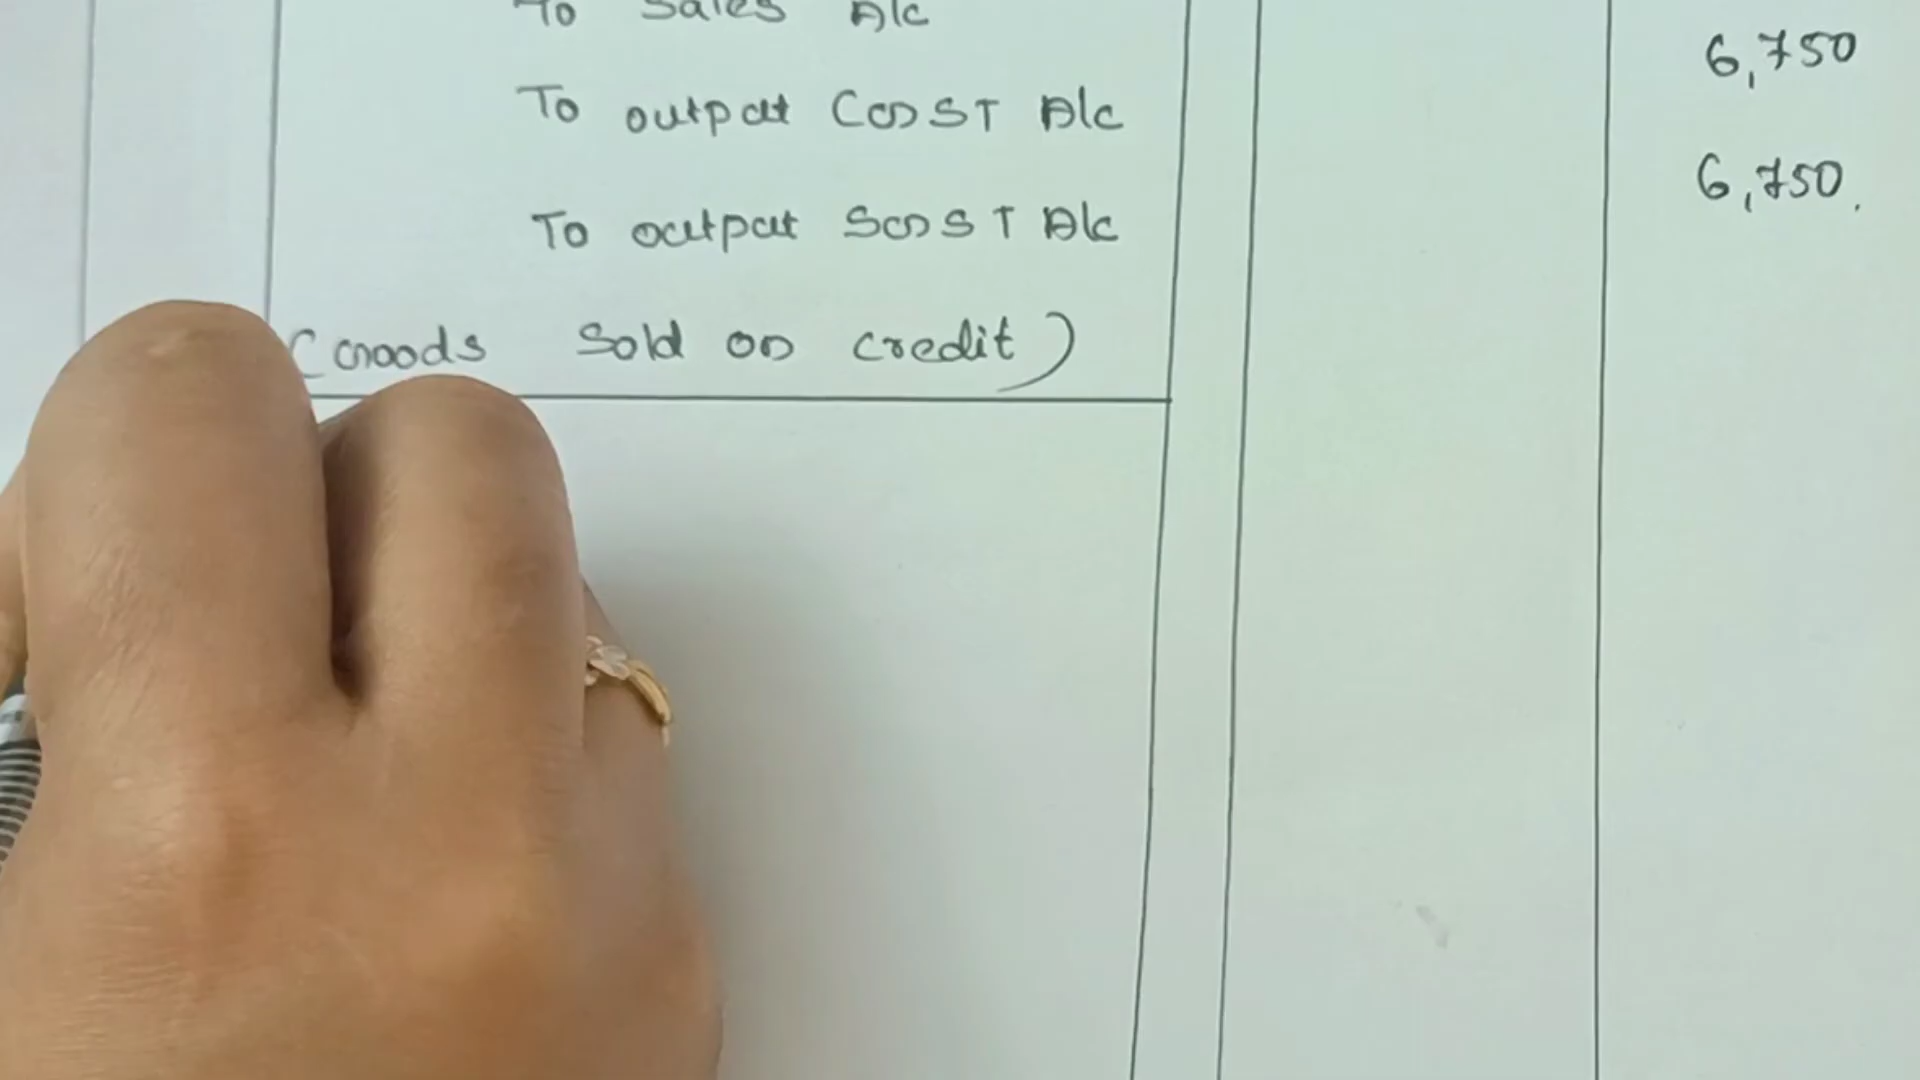 To Sales A/c
6,750
To output CGST A/c
6,750.
To output SGST A/c
(Goods Sold on credit)